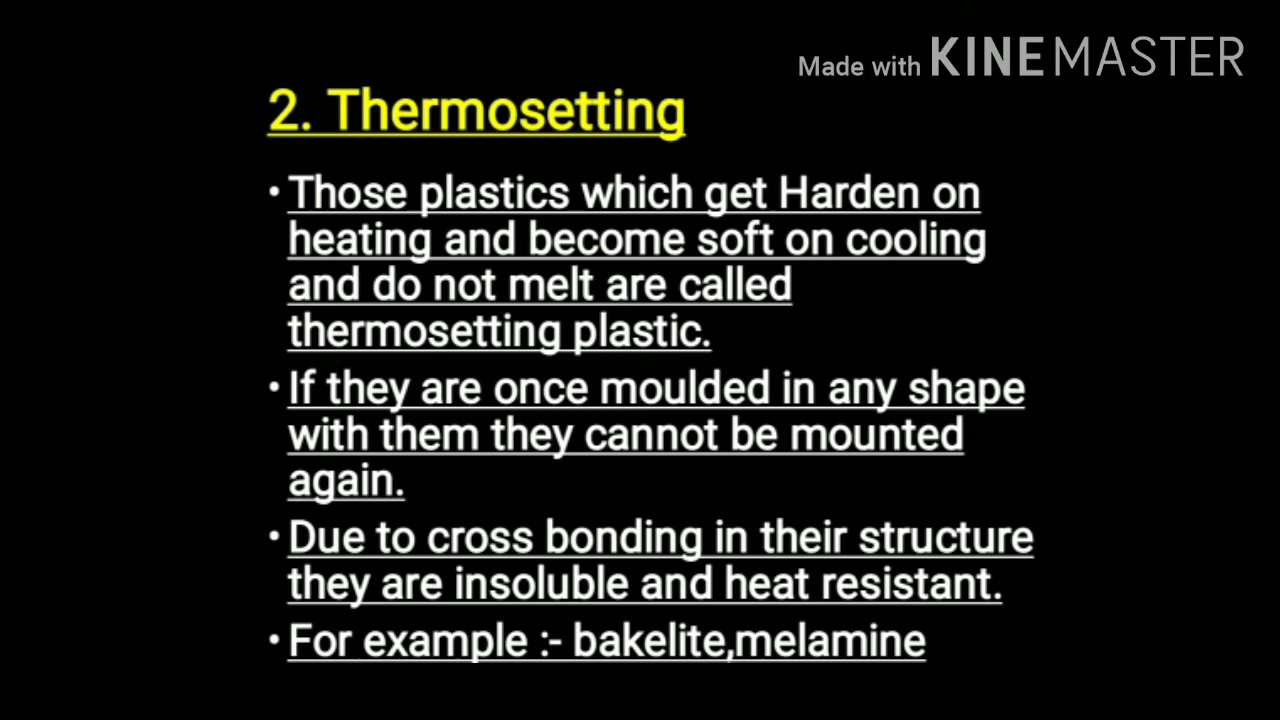 Made with KINEMASTER
2. Thermosetting
• Those plastics which get Harden on
heating and become soft on cooling
and do not melt are called
thermosetting plastic.
• If they are once moulded in any shape
with them they cannot be mounted
again.
• Due to cross bonding in their structure
they are insoluble and heat resistant.
• For example :- bakelite,melamine